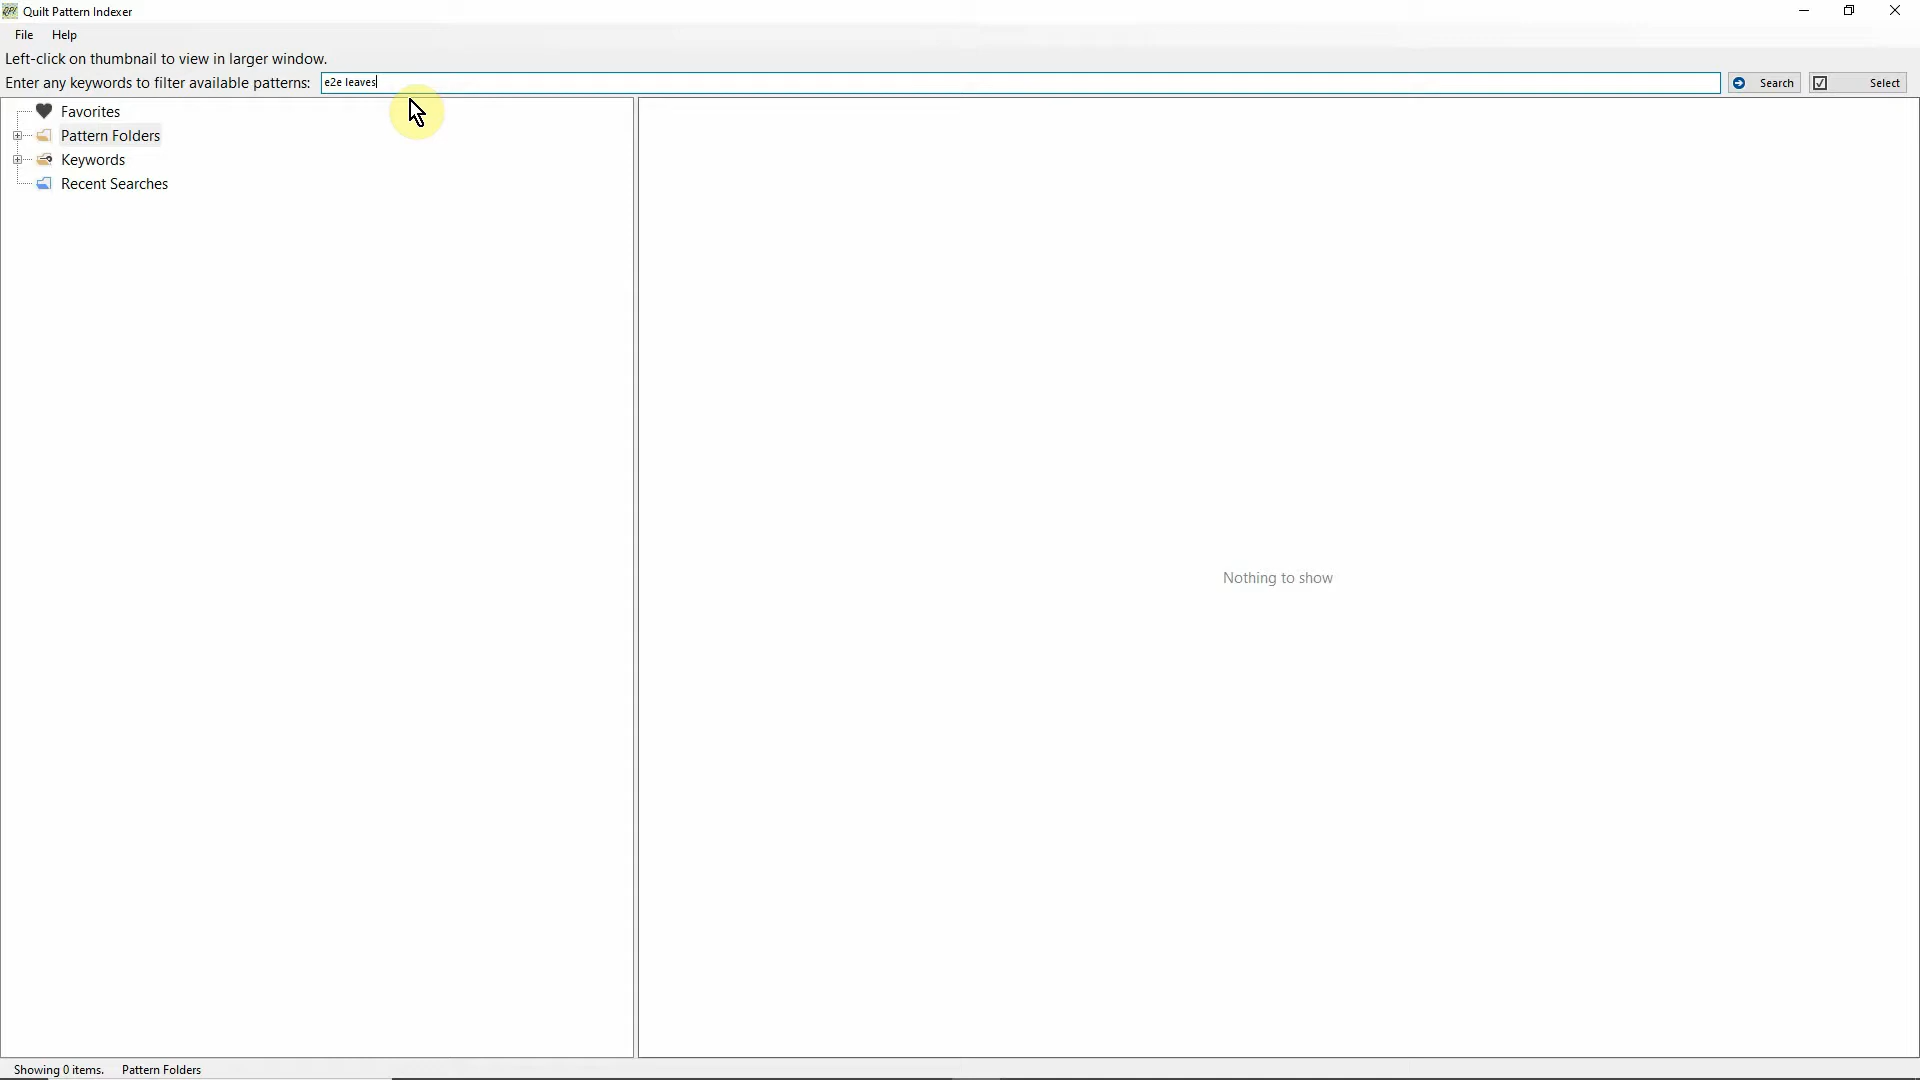 Quilt Pattern Indexer
File Help
Left-click on thumbnail to view in larger window.
Enter any keywords to filter available patterns: e2e leaves Search Select
Favorites
Pattern Folders
Keywords
Recent Searches
Nothing to show
Showing 0 items. Pattern Folders